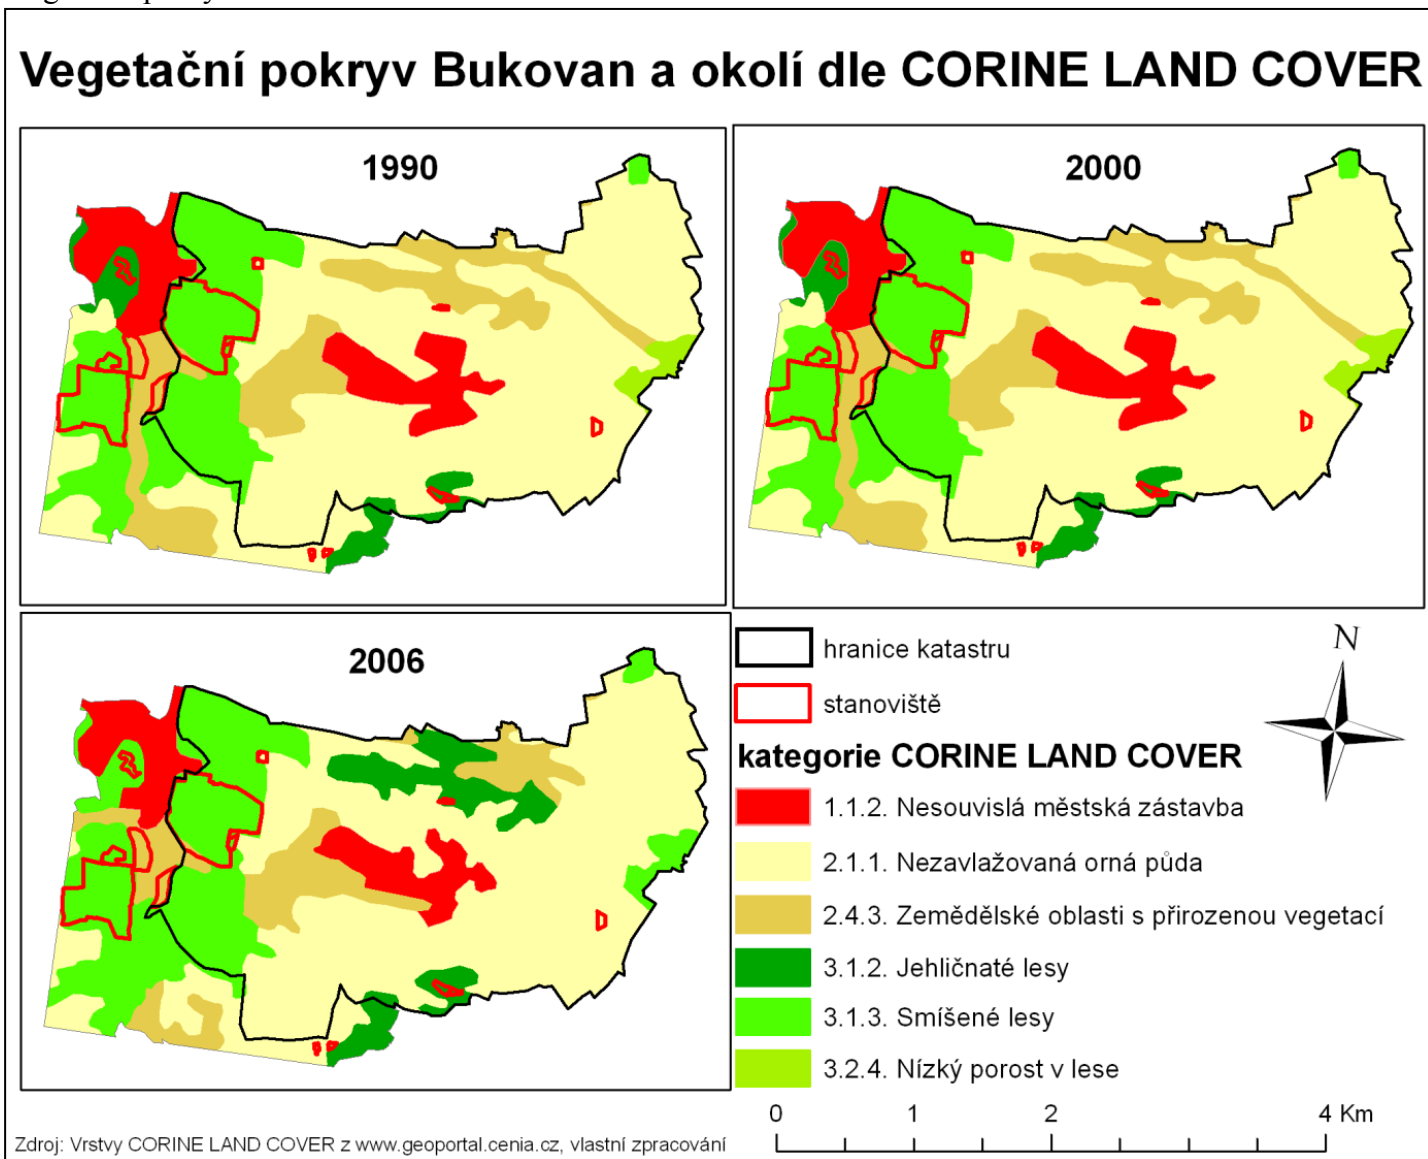 Vegetační pokryv Bukovan a okolí dle CORINE LAND COVER
1990
2000
2006
N
hranice katastru
stanoviště
kategorie CORINE LAND COVER
1.1.2. Nesouvislá městská zástavba
2.1.1. Nezavlažovaná orná půda
2.4.3. Zemědělské oblasti s přirozenou vegetací
3.1.2. Jehličnaté lesy
3.1.3. Smíšené lesy
3.2.4. Nízký porost v lese
0 1 2 4 Km
Zdroj: Vrstvy CORINE LAND COVER z www.geoportal.cenia.cz, vlastní zpracování